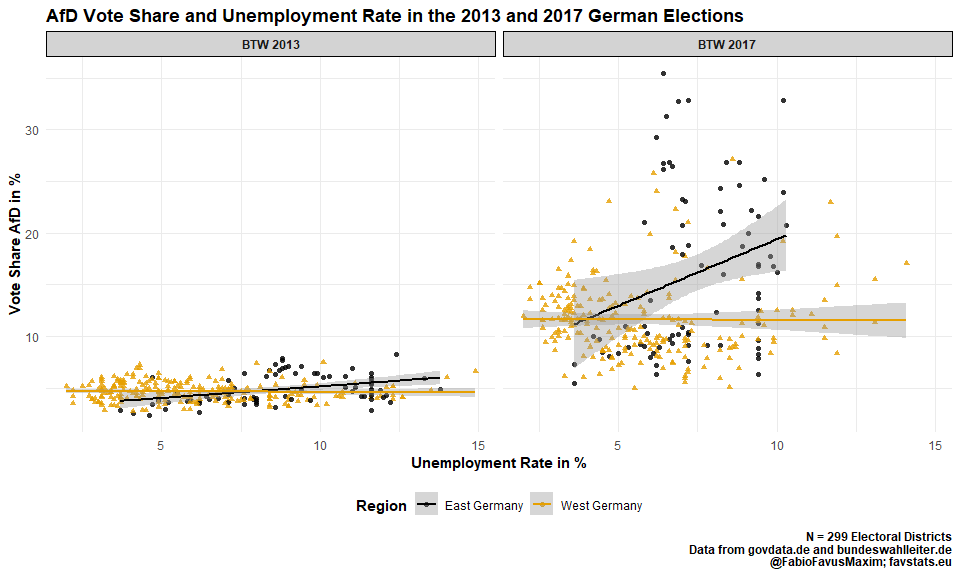 AfD Vote Share and Unemployment Rate in the 2013 and 2017 German Elections
BTW 2013
BTW 2017
Vote Share AfD in %
30
20
10
5
10
15
5
10
15
Unemployment Rate in %
Region
East Germany
West Germany
N = 299 Electoral Districts
Data from govdata.de and bundeswahlleiter.de
@FabioFavusMaxim; favstats.eu